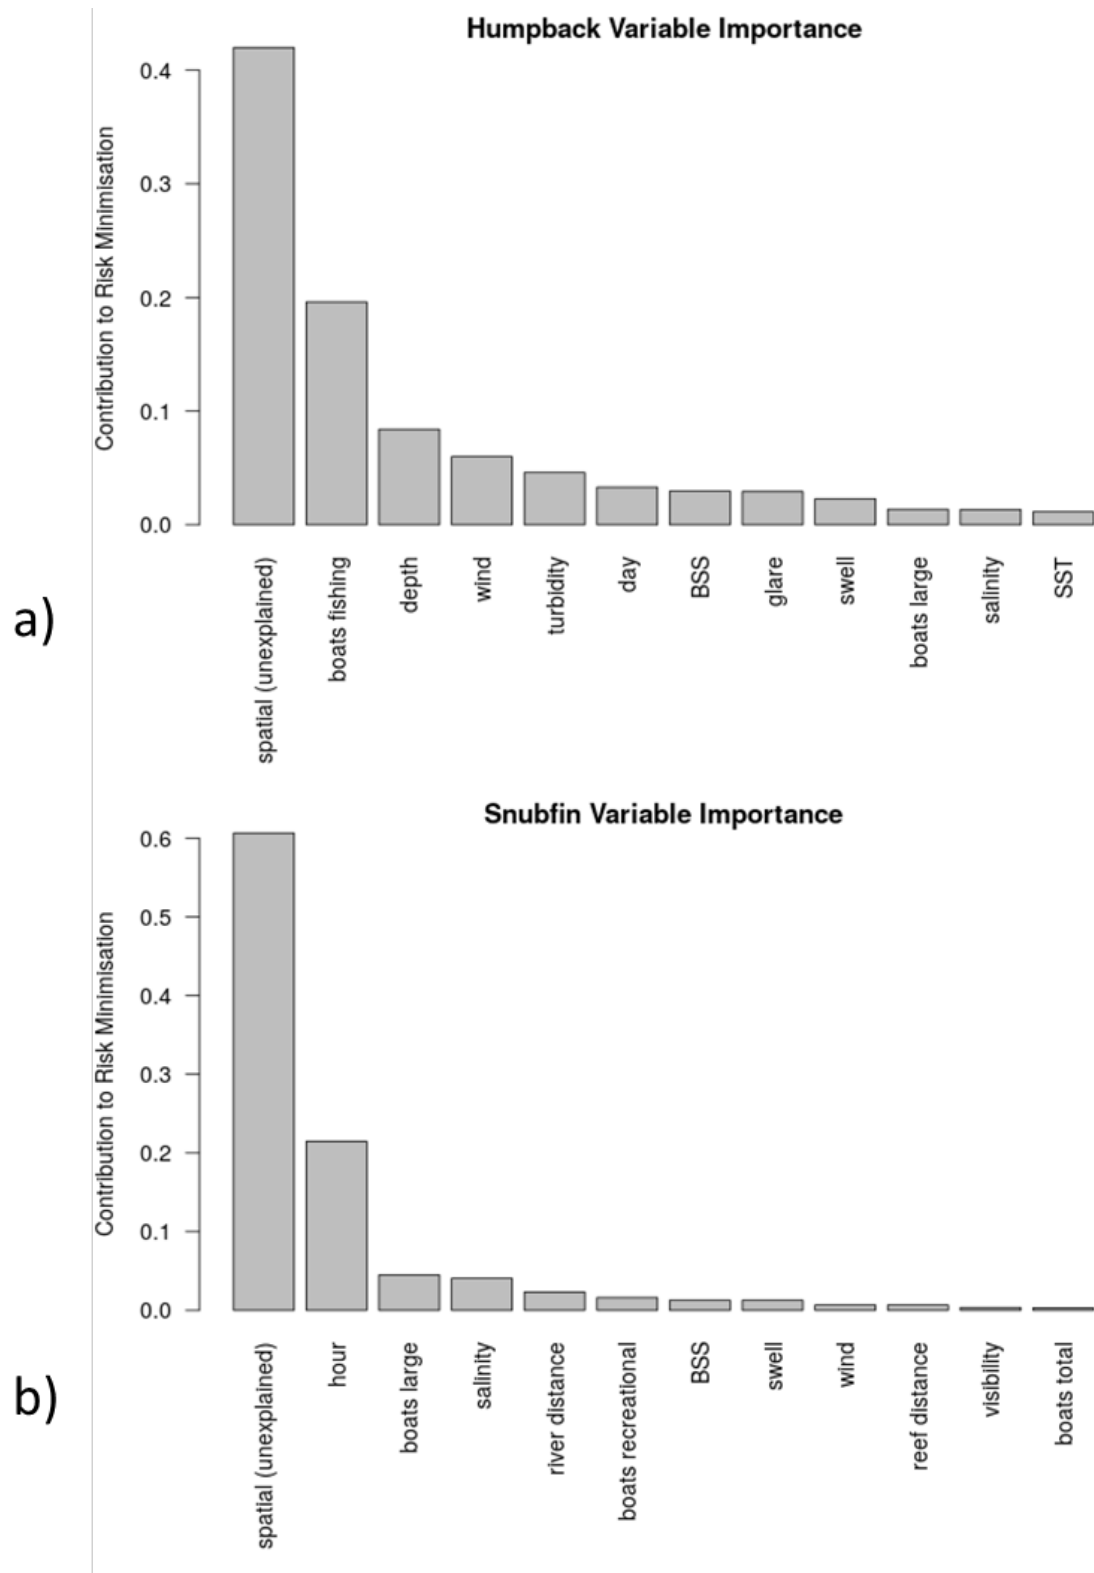 Humpback Variable Importance
Contribution to Risk Minimisation
0.4
0.3
0.2
0.1
0.0
spatial (unexplained)
boats fishing
depth
wind
turbidity
day
BSS
glare
swell
boats large
salinity
SST
a)
Snubfin Variable Importance
Contribution to Risk Minimisation
0.6
0.5
0.4
0.3
0.2
0.1
0.0
spatial (unexplained)
hour
boats large
salinity
river distance
boats recreational
BSS
swell
wind
reef distance
visibility
boats total
b)